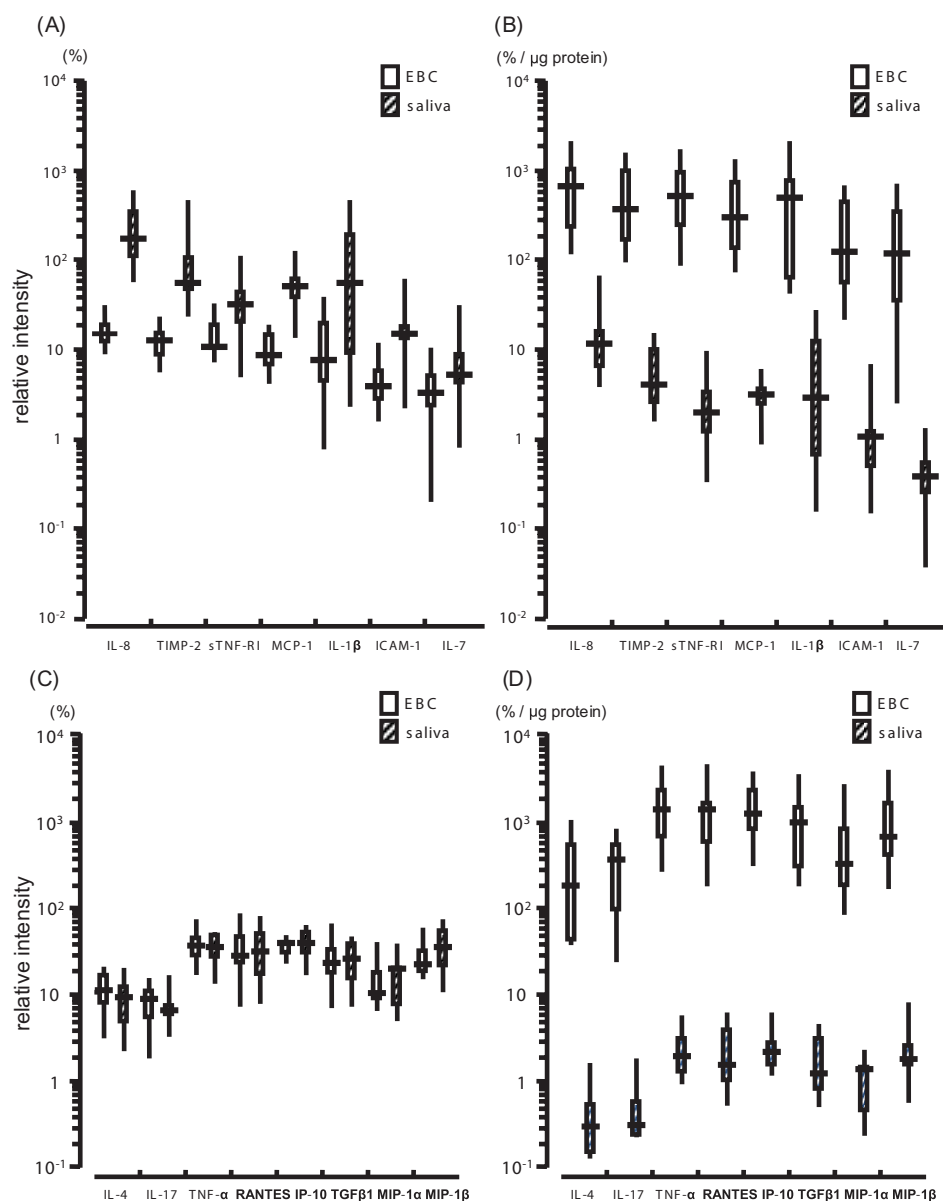 (A)
(%)
EBC
saliva
10⁴
10³
10²
10
1
10⁻¹
10⁻²
relative intensity
IL-8 TIMP-2 sTNF-RI MCP-1 IL-1β ICAM-1 IL-7
(B)
(% / µg protein)
EBC
saliva
10⁴
10³
10²
10
1
10⁻¹
10⁻²
IL-8 TIMP-2 sTNF-RI MCP-1 IL-1β ICAM-1 IL-7
(C)
(%)
EBC
saliva
10⁴
10³
10²
10
1
10⁻¹
relative intensity
IL-4 IL-17 TNF-α RANTES IP-10 TGFβ1 MIP-1α MIP-1β
(D)
(% / µg protein)
EBC
saliva
10⁴
10³
10²
10
1
10⁻¹
IL-4 IL-17 TNF-α RANTES IP-10 TGFβ1 MIP-1α MIP-1β